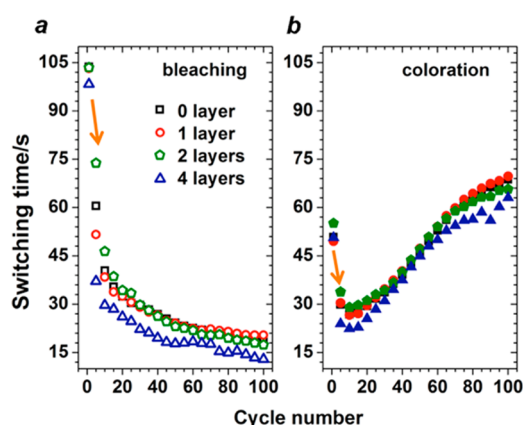 a
b
Switching time/s
105
90
75
60
45
30
15
bleaching
0 layer
1 layer
2 layers
4 layers
0 20 40 60 80 100
105
90
75
60
45
30
15
coloration
0 20 40 60 80 100
Cycle number